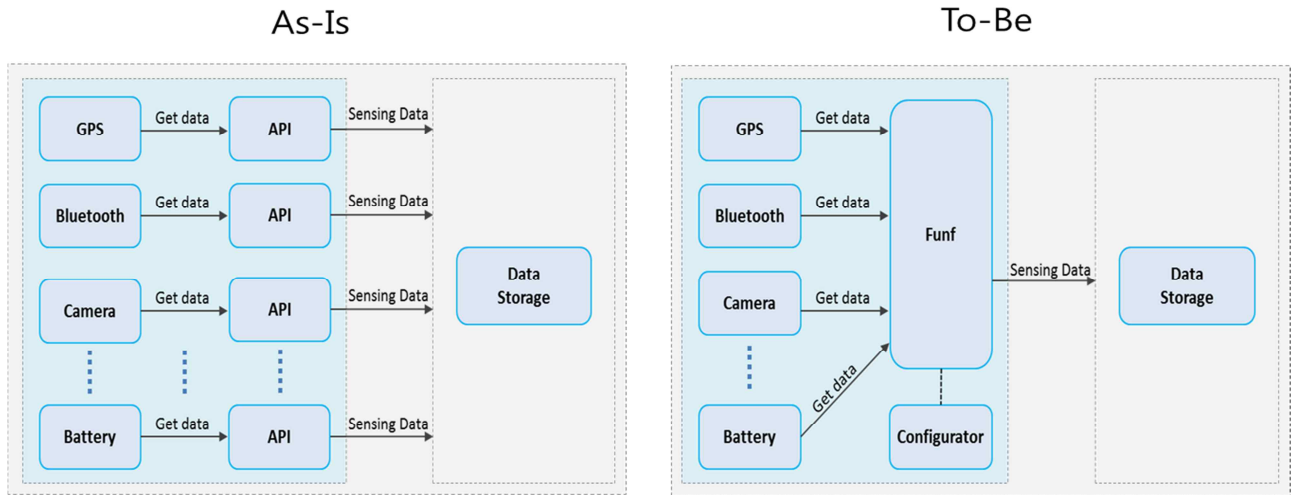 As-Is
GPS
Get data
API
Sensing Data
Bluetooth
Get data
API
Sensing Data
Camera
Get data
API
Sensing Data
Battery
Get data
API
Sensing Data
Data
Storage
To-Be
GPS
Get data
Bluetooth
Get data
Camera
Get data
Battery
Get data
Funf
Configurator
Sensing Data
Data
Storage